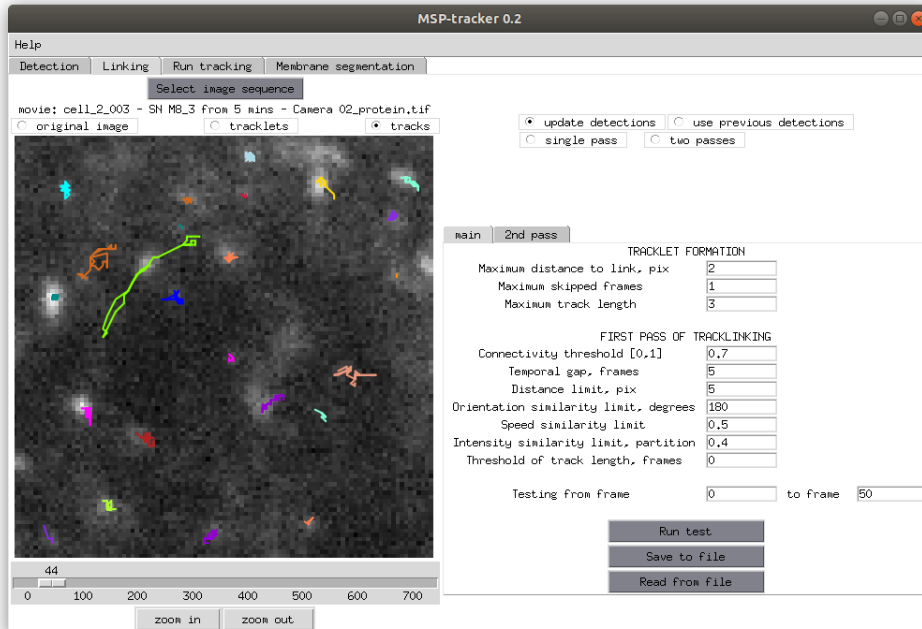 MSP-tracker 0.2
Help
Detection Linking Run tracking Membrane segmentation
Select image sequence
movie: cell_2_003 - SN M8_3 from 5 mins - Camera 02_protein.tif
original image tracklets tracks
update detections use previous detections
single pass two passes
main 2nd pass
TRACKLET FORMATION
Maximum distance to link, pix 2
Maximum skipped frames 1
Maximum track length 3
FIRST PASS OF TRACKLINKING
Connectivity threshold [0,1] 0.7
Temporal gap, frames 5
Distance limit, pix 5
Orientation similarity limit, degrees 180
Speed similarity limit 0.5
Intensity similarity limit, partition 0.4
Threshold of track length, frames 0
Testing from frame 0 to frame 50
Run test
Save to file
Read from file
44
0 100 200 300 400 500 600 700
zoom in zoom out